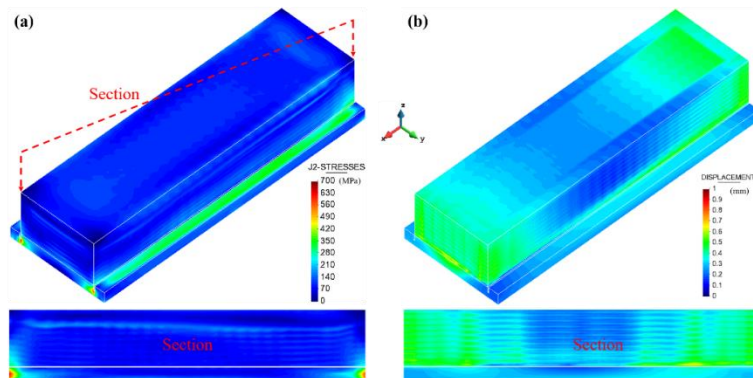 (a)
Section
J2-STRESSES
(MPa)
700
630
560
490
420
350
280
210
140
70
0
Section
(b)
z
x
y
DISPLACEMENT
(mm)
1
0.9
0.8
0.7
0.6
0.5
0.4
0.3
0.2
0.1
0
Section